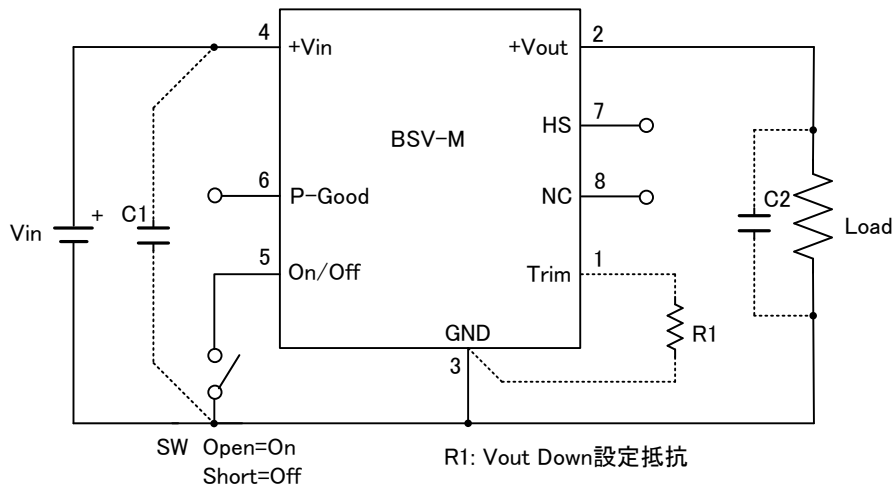 4
+Vin
+Vout
2
BSV-M
HS
7
6
P-Good
NC
8
Vin
+
C1
C2
Load
5
On/Off
Trim
1
R1
GND
3
SW Open=On
Short=Off
R1: Vout Down設定抵抗